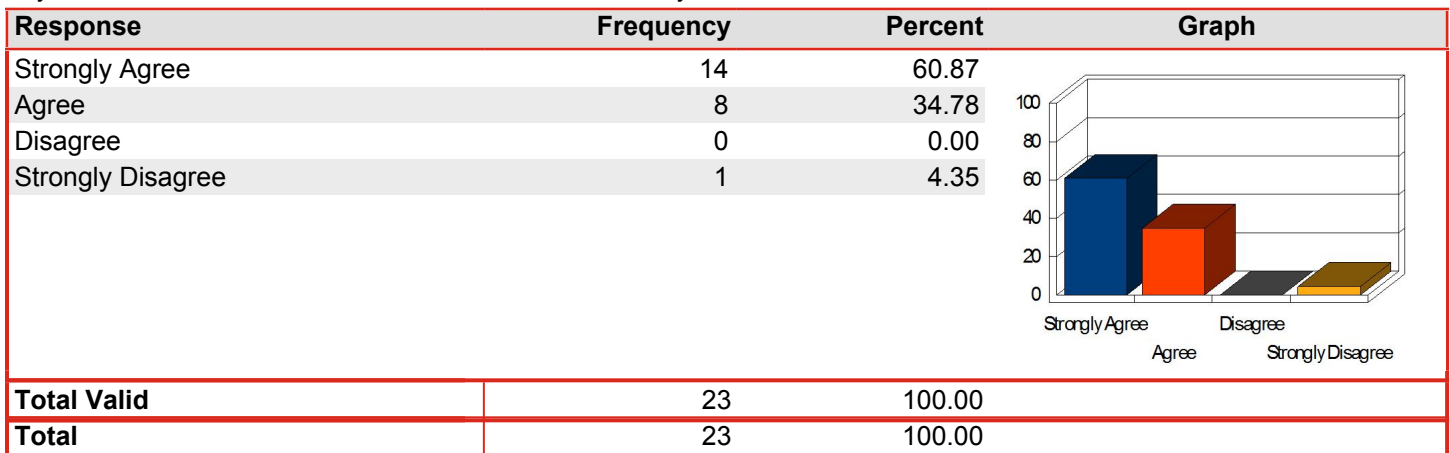 Response Frequency Percent Graph
Strongly Agree 14 60.87
Agree 8 34.78
Disagree 0 0.00
Strongly Disagree 1 4.35
100
80
60
40
20
0
Strongly Agree Disagree
Agree Strongly Disagree
Total Valid 23 100.00
Total 23 100.00